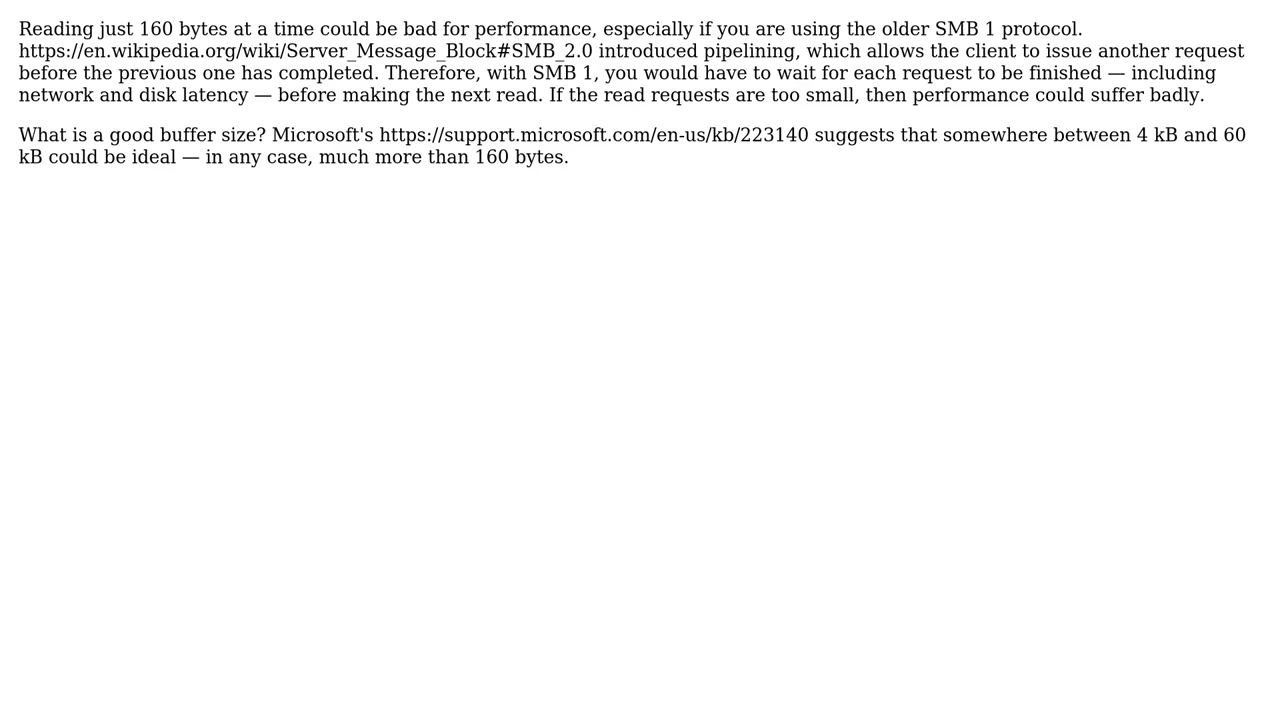 Reading just 160 bytes at a time could be bad for performance, especially if you are using the older SMB 1 protocol.
https://en.wikipedia.org/wiki/Server_Message_Block#SMB_2.0 introduced pipelining, which allows the client to issue another request
before the previous one has completed. Therefore, with SMB 1, you would have to wait for each request to be finished — including
network and disk latency — before making the next read. If the read requests are too small, then performance could suffer badly.
What is a good buffer size? Microsoft's https://support.microsoft.com/en-us/kb/223140 suggests that somewhere between 4 kB and 60
kB could be ideal — in any case, much more than 160 bytes.